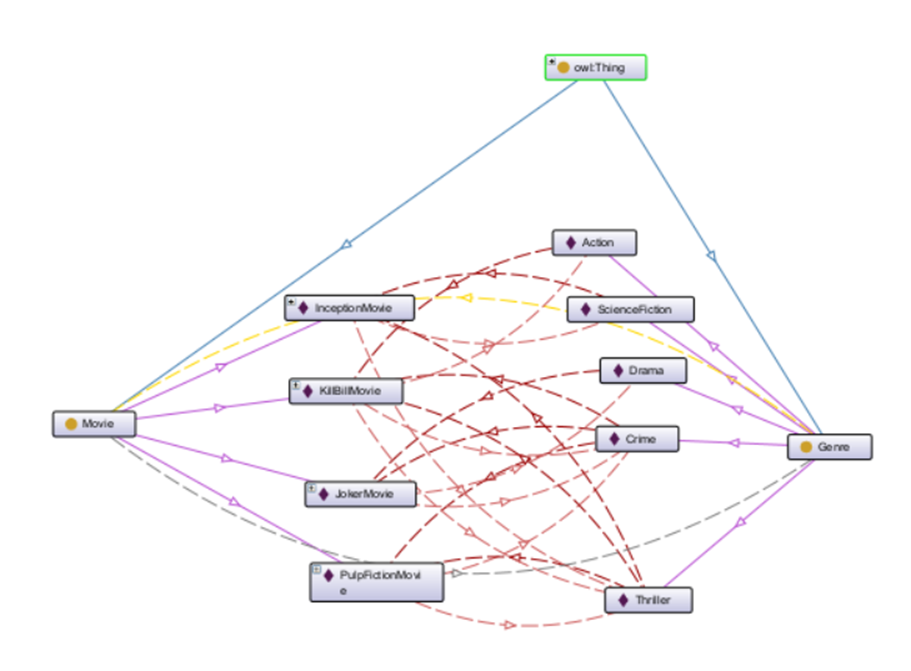 owl:Thing
Action
InceptionMovie
ScienceFiction
Drama
KillBillMovie
Movie
Crime
Genre
JokerMovie
PulpFictionMovi
e
Thriller